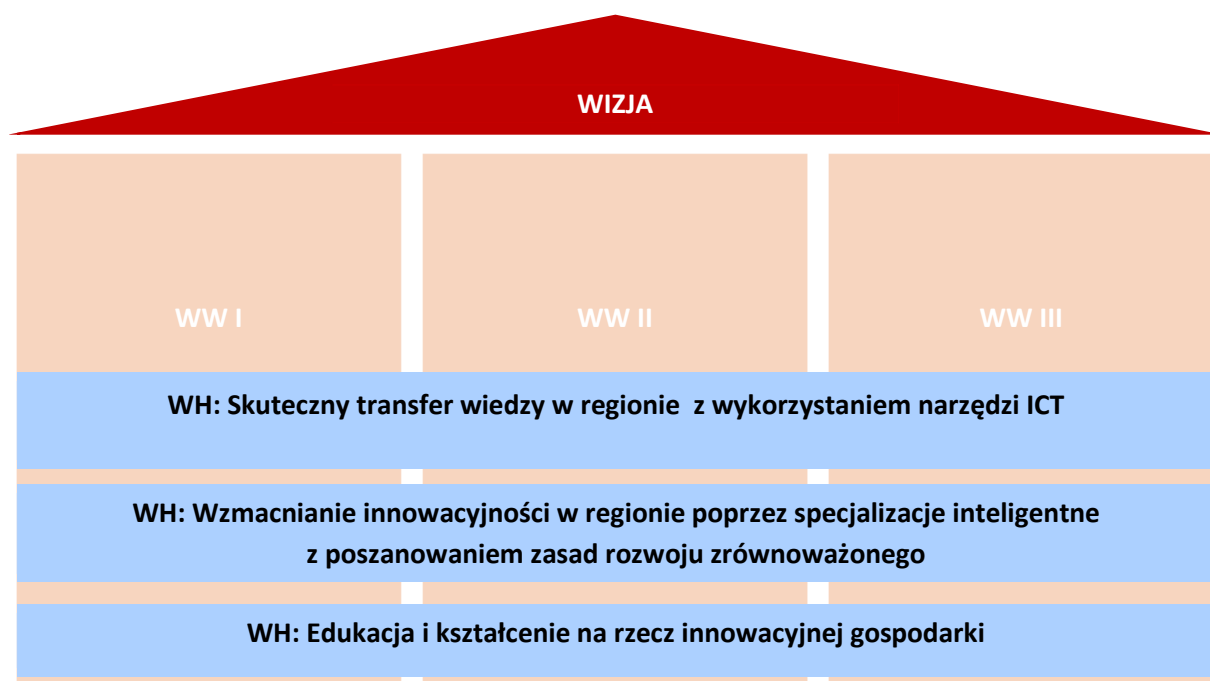 WIZJA
WW I
WW II
WW III
WH: Skuteczny transfer wiedzy w regionie  z wykorzystaniem narzędzi ICT
WH: Wzmacnianie innowacyjności w regionie poprzez specjalizacje inteligentne
z poszanowaniem zasad rozwoju zrównoważonego
WH: Edukacja i kształcenie na rzecz innowacyjnej gospodarki